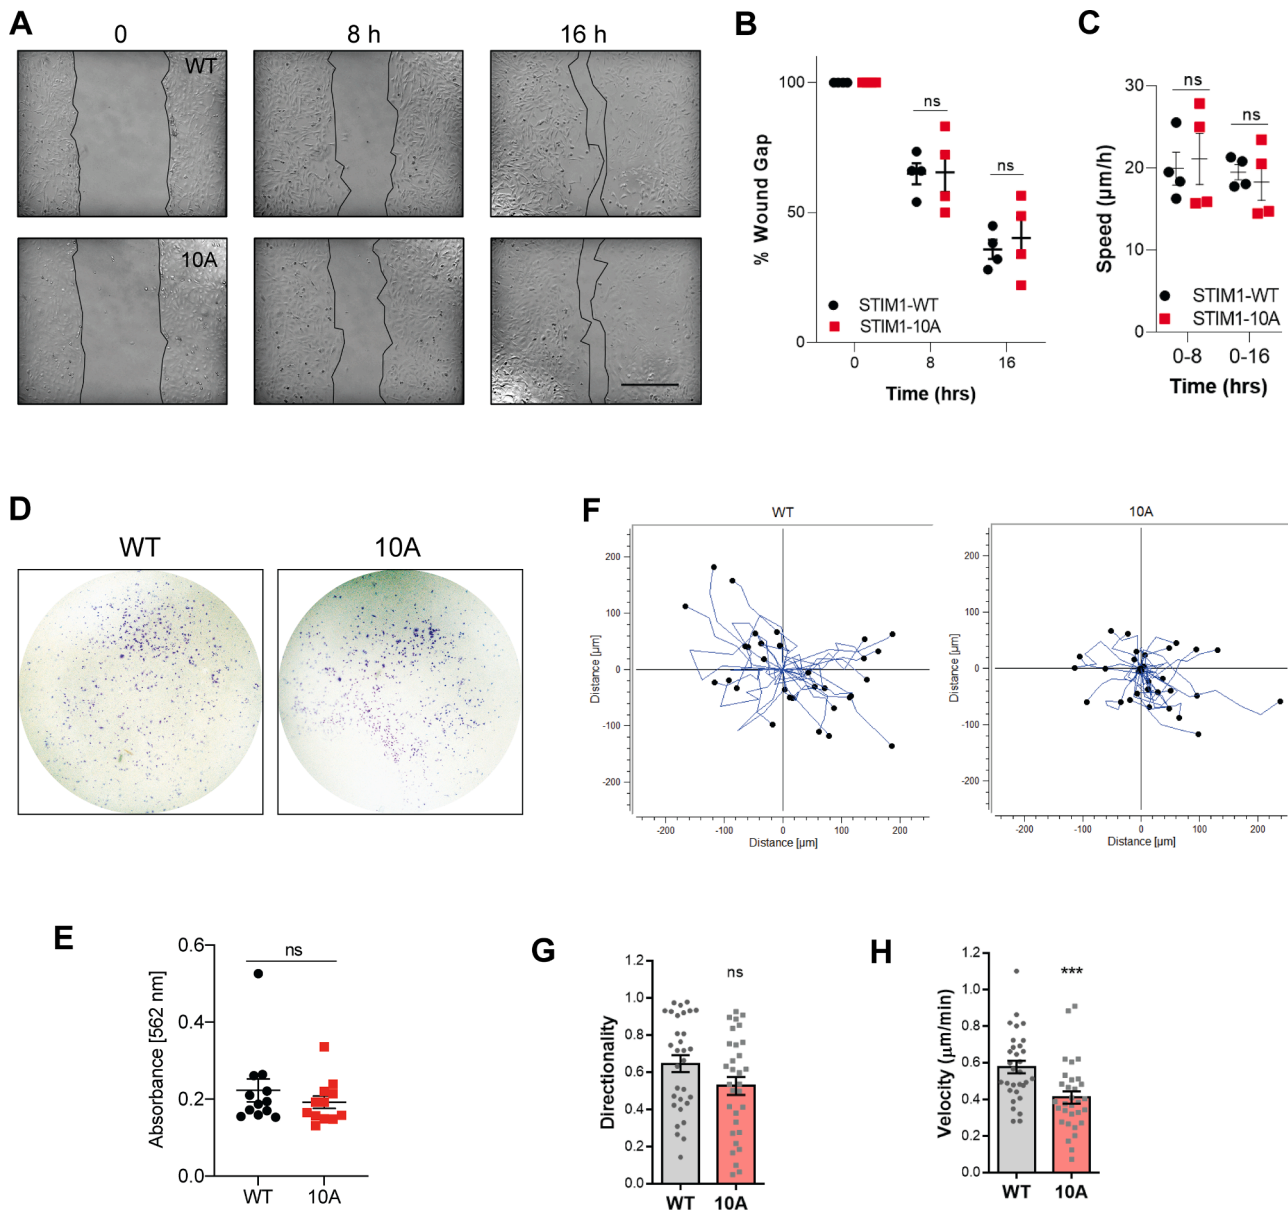 A
0
8 h
16 h
WT
10A
B
% Wound Gap
100
50
0
ns
ns
STIM1-WT
STIM1-10A
0
8
16
Time (hrs)
C
Speed (µm/h)
30
20
10
0
ns
ns
STIM1-WT
STIM1-10A
0-8
0-16
Time (hrs)
D
WT
10A
F
WT
Distance [µm]
200
100
0
-100
-200
-200
-100
0
100
200
Distance [µm]
10A
Distance [µm]
200
100
0
-100
-200
-200
-100
0
100
200
Distance [µm]
E
Absorbance [562 nm]
0.6
0.4
0.2
0.0
ns
WT
10A
G
Directionality
1.2
1.0
0.8
0.6
0.4
0.2
0.0
ns
WT
10A
H
Velocity (µm/min)
1.2
1.0
0.8
0.6
0.4
0.2
0.0
***
WT
10A